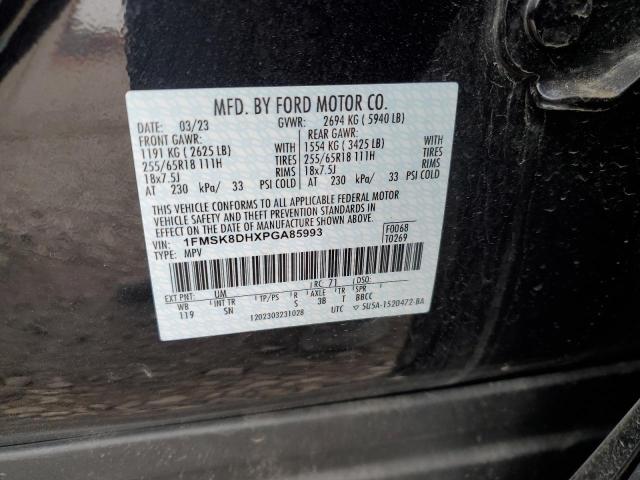 MFD. BY FORD MOTOR CO.
DATE: 03/23 GVWR: 2694 KG ( 5940 LB)
FRONT GAWR: REAR GAWR:
1191 KG ( 2625 LB) WITH 1554 KG ( 3425 LB) WITH
255/65R18 111H TIRES 255/65R18 111H TIRES
18x7.5J RIMS 18x7.5J RIMS
AT 230 kPa/ 33 PSI COLD AT 230 kPa/ 33 PSI COLD
THIS VEHICLE CONFORMS TO ALL APPLICABLE FEDERAL MOTOR
VEHICLE SAFETY AND THEFT PREVENTION STANDARDS IN
EFFECT ON THE DATE OF MANUFACTURE SHOWN ABOVE.
VIN: 1FMSK8DHXPGA85993 F0068
TYPE: MPV T0269
EXT PNT: UM RC: 71 DSO:
WB INT TR TP/PS R AXLE TR SPR
119 SN S 38 T BBCC
1202303231028 UTC SU5A-1520472-BA